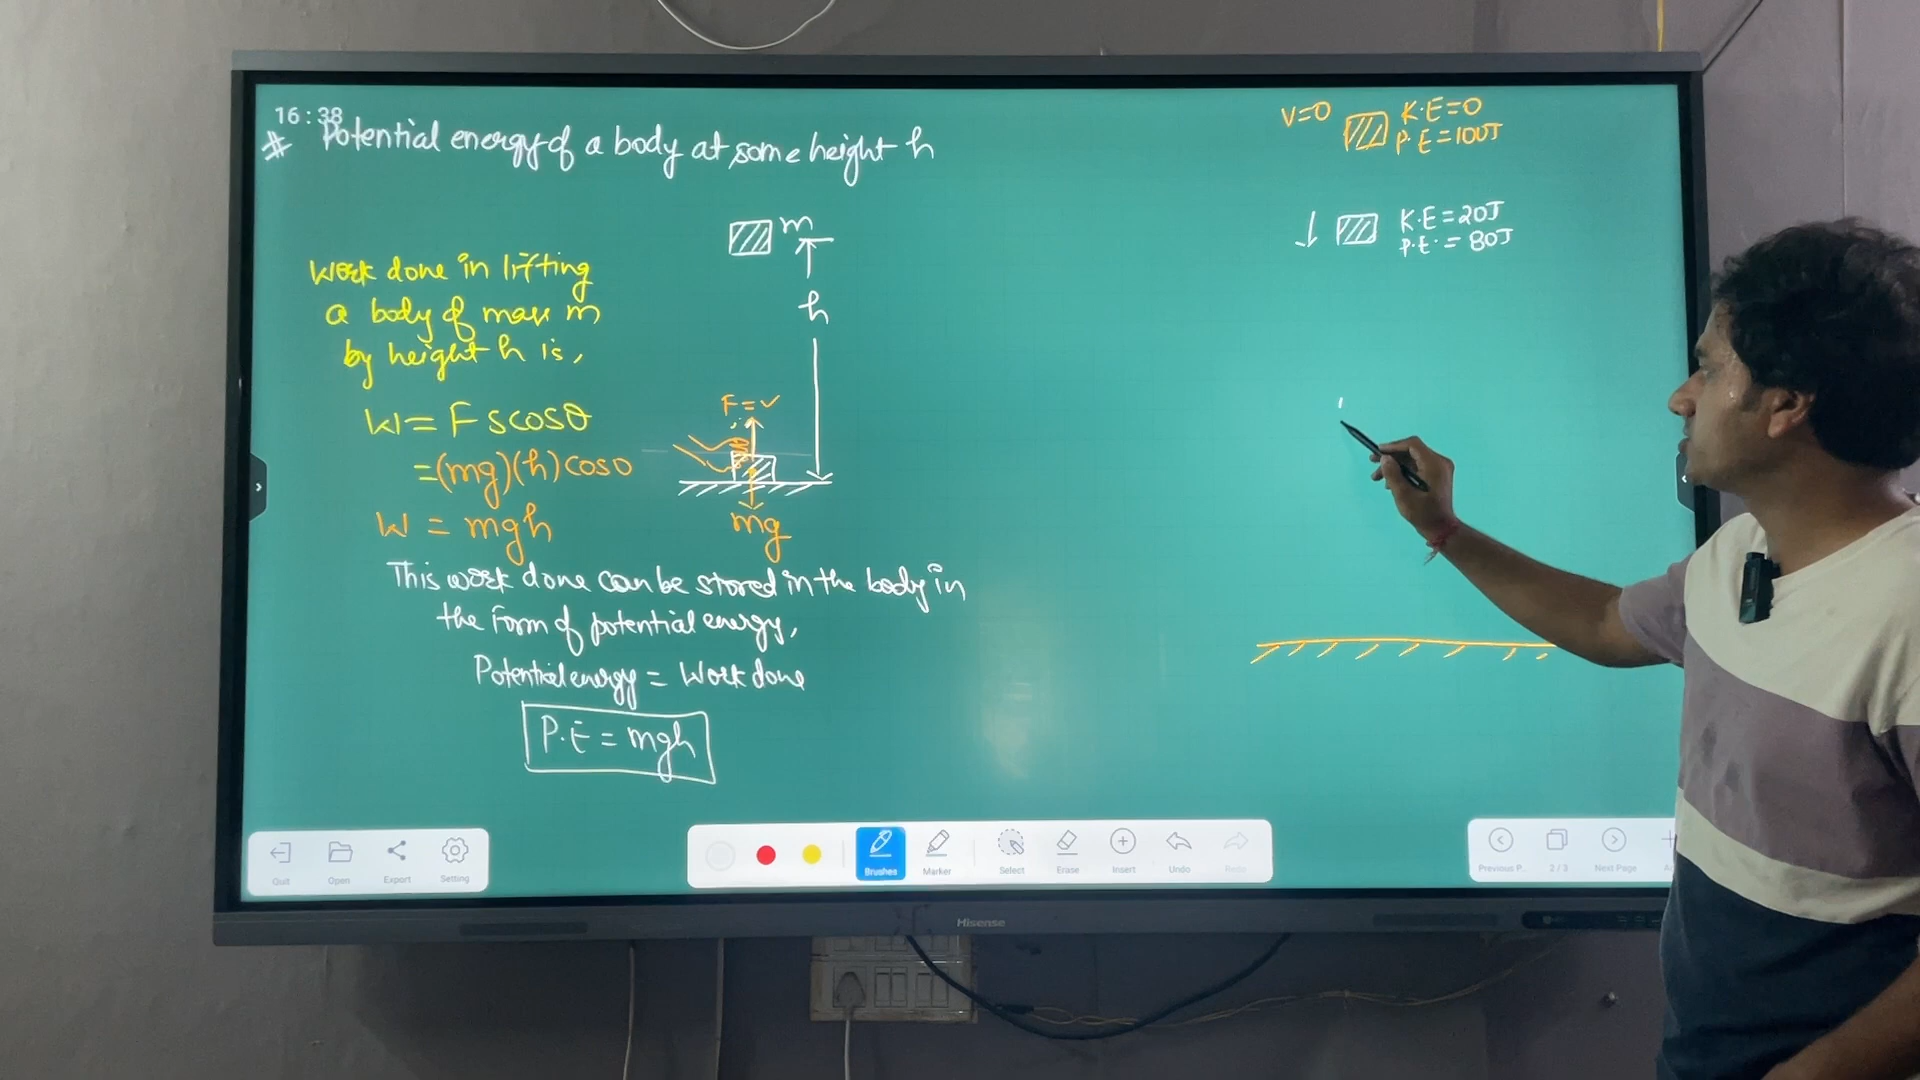 16:38
* Potential energy of a body at some height h
V=0
K.E=0
P.E=100J
K.E=20J
P.E.=80J
m
h
Work done in lifting
a body of mass m
by height h is,
W = F s cosθ
=(mg)(h) cos0
W = mgh
F=
mg
This work done can be stored in the body in
the form of potential energy,
Potential energy = Work done
P.E = mgh
Quit
Open
Export
Setting
Brushes
Marker
Select
Erase
Insert
Undo
Redo
Previous P..
2/3
Next Page
Hisense